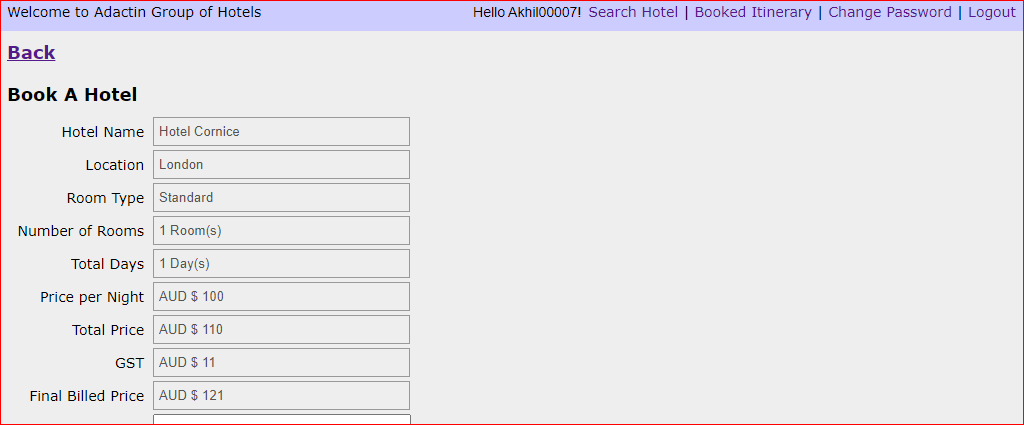 Welcome to Adactin Group of Hotels Hello Akhil00007! Search Hotel | Booked Itinerary | Change Password | Logout
Back
Book A Hotel
Hotel Name Hotel Cornice
Location London
Room Type Standard
Number of Rooms 1 Room(s)
Total Days 1 Day(s)
Price per Night AUD $ 100
Total Price AUD $ 110
GST AUD $ 11
Final Billed Price AUD $ 121